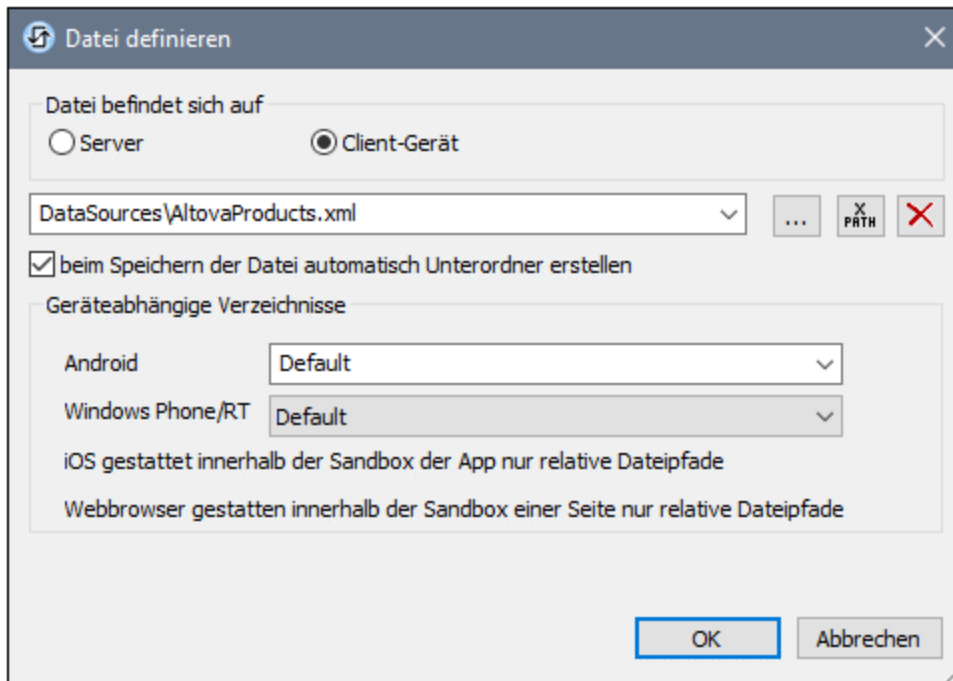 Datei definieren
Datei befindet sich auf
Server
Client-Gerät
DataSources\AltovaProducts.xml
...
X
PATH
beim Speichern der Datei automatisch Unterordner erstellen
Geräteabhängige Verzeichnisse
Android
Default
Windows Phone/RT
Default
iOS gestattet innerhalb der Sandbox der App nur relative Dateipfade
Webbrowser gestatten innerhalb der Sandbox einer Seite nur relative Dateipfade
OK
Abbrechen